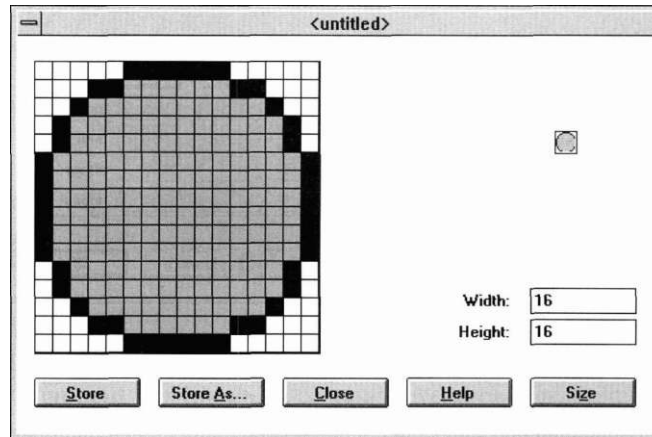 <untitled>
Width: 16
Height: 16
Store Store As... Close Help Size